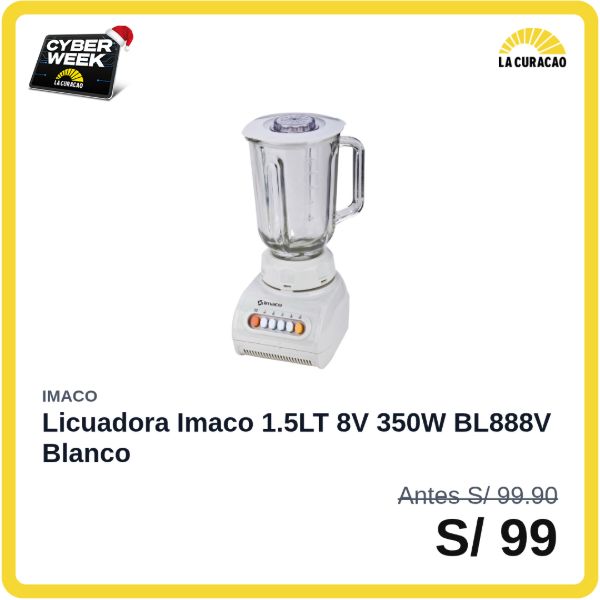 CYBER
WEEK
LA CURACAO
LA CURACAO
imaco
IMACO
Licuadora Imaco 1.5LT 8V 350W BL888V
Blanco
Antes S/ 99.90
S/ 99